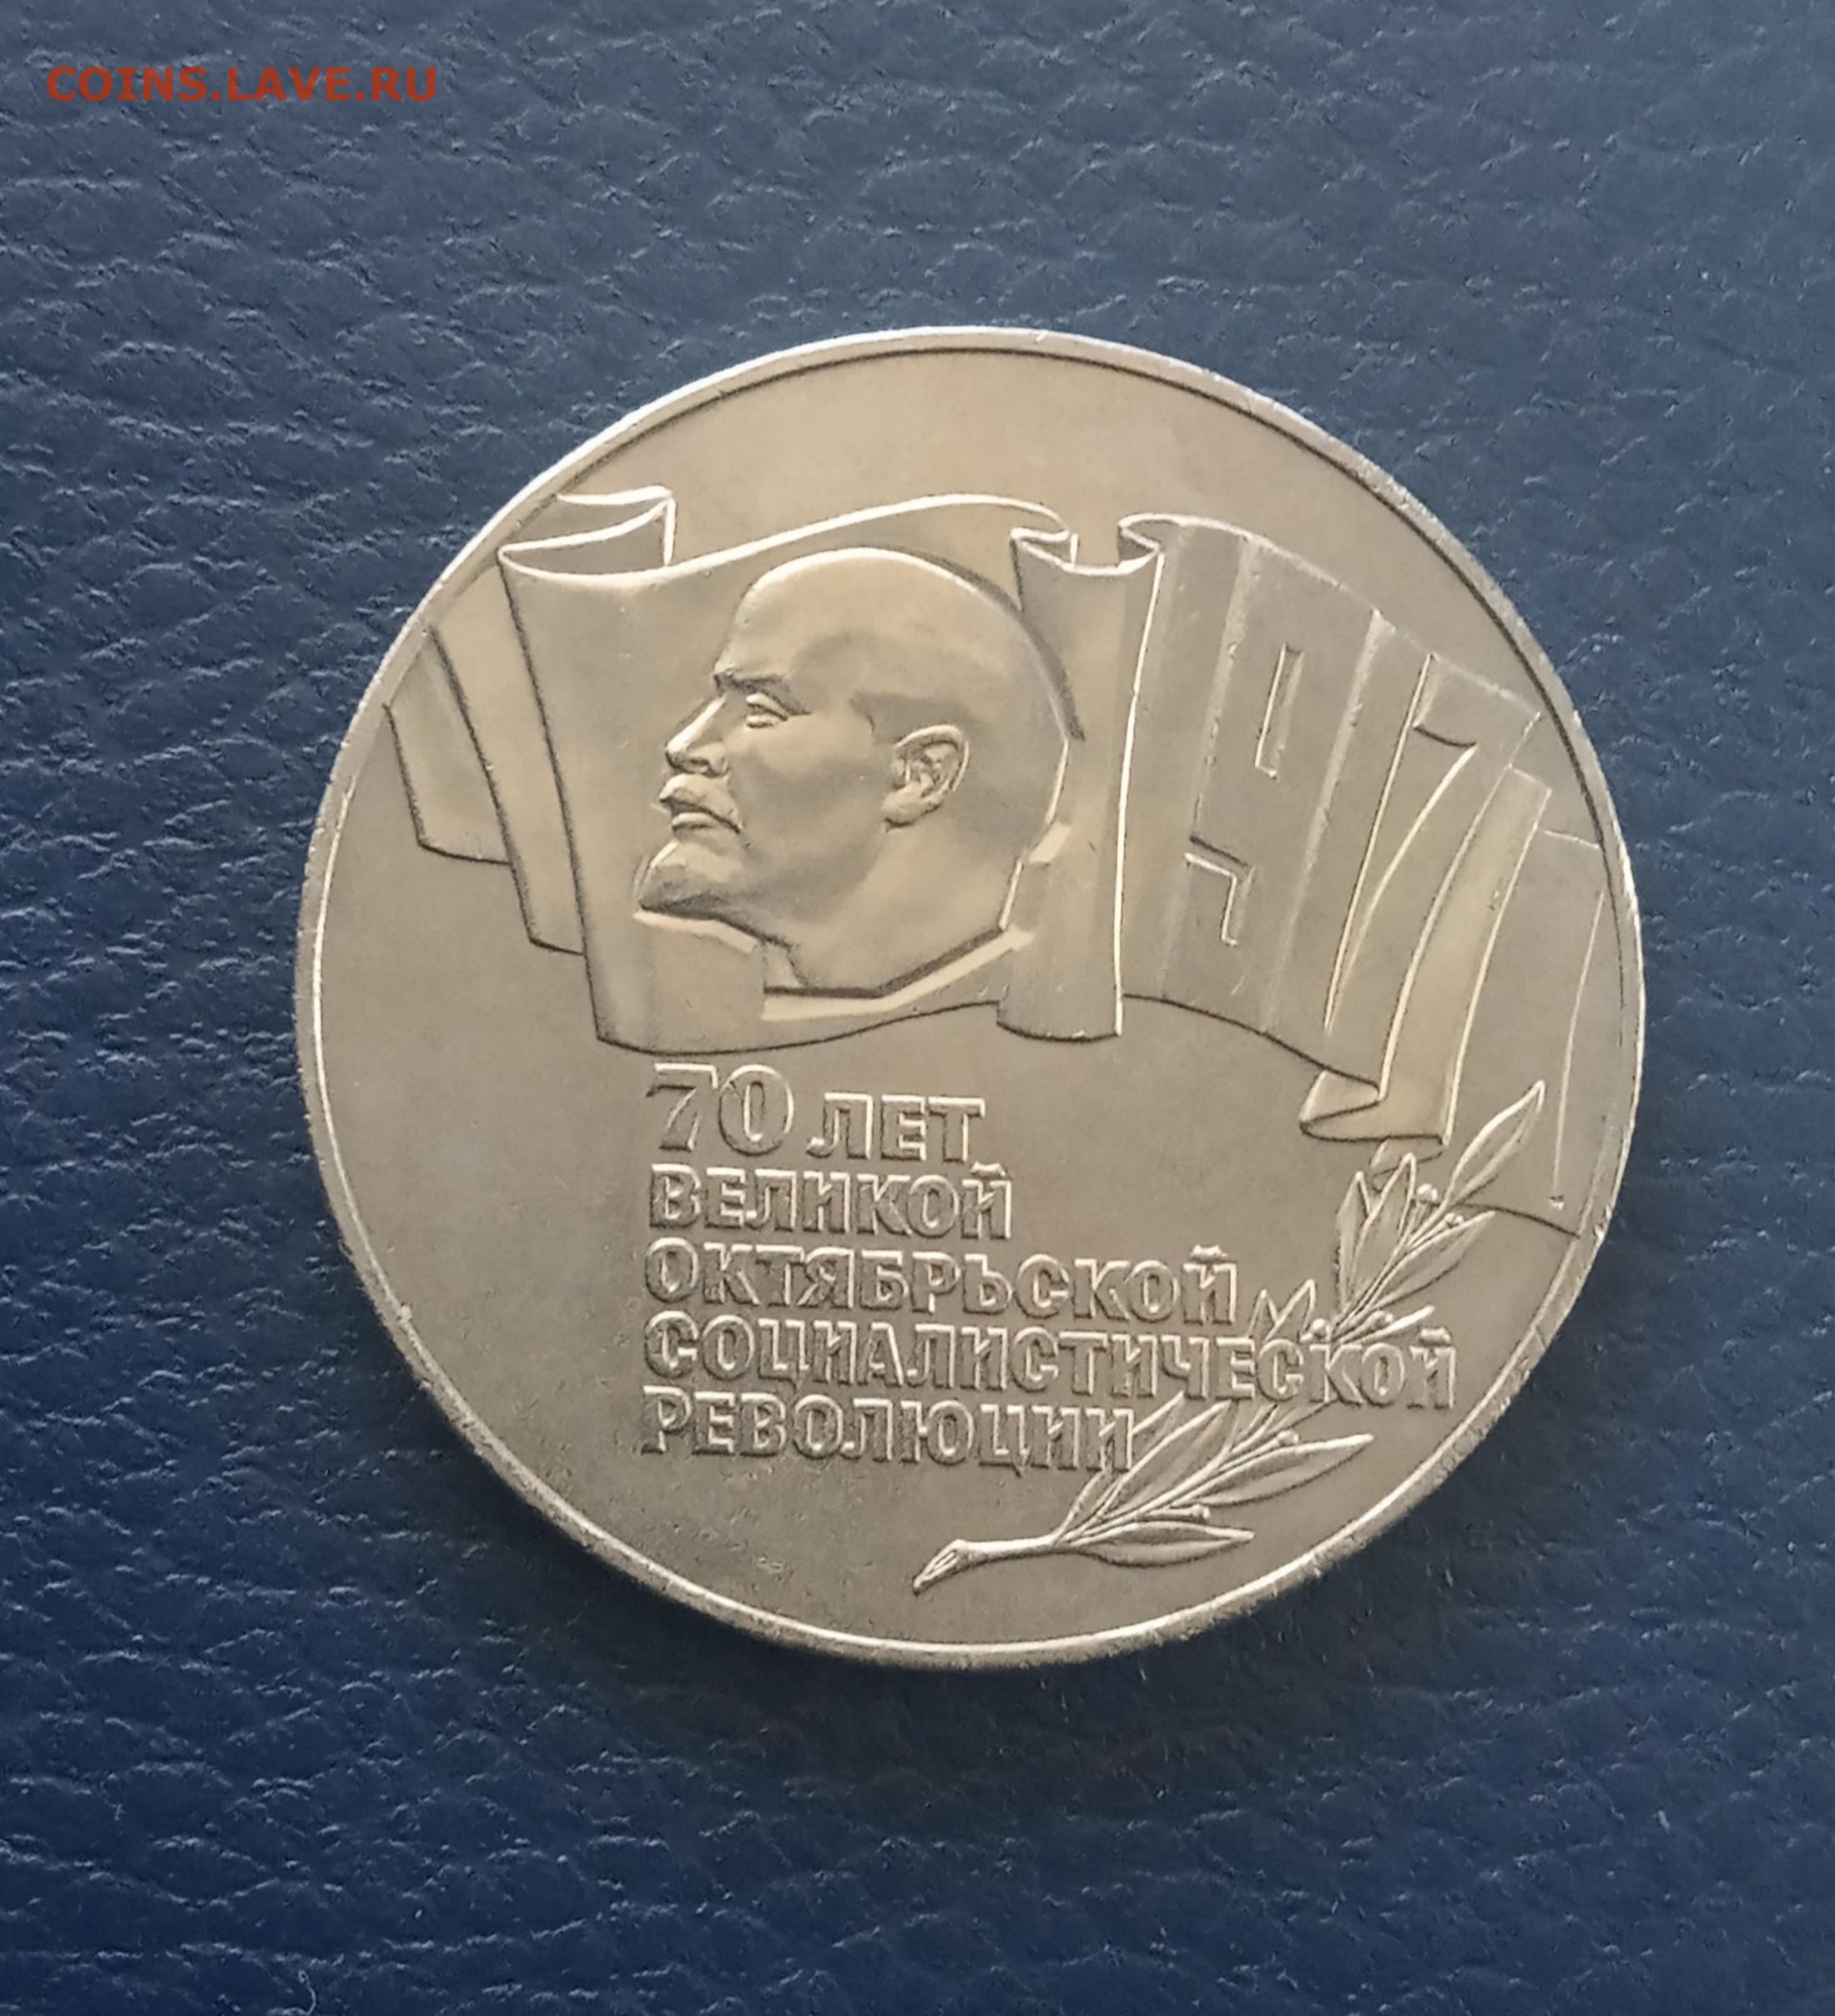 COINS.LAVE.RU
1917
70 ЛЕТ
ВЕЛИКОЙ
ОКТЯБРЬСКОЙ
СОЦИАЛИСТИЧЕСКОЙ
РЕВОЛЮЦИИ